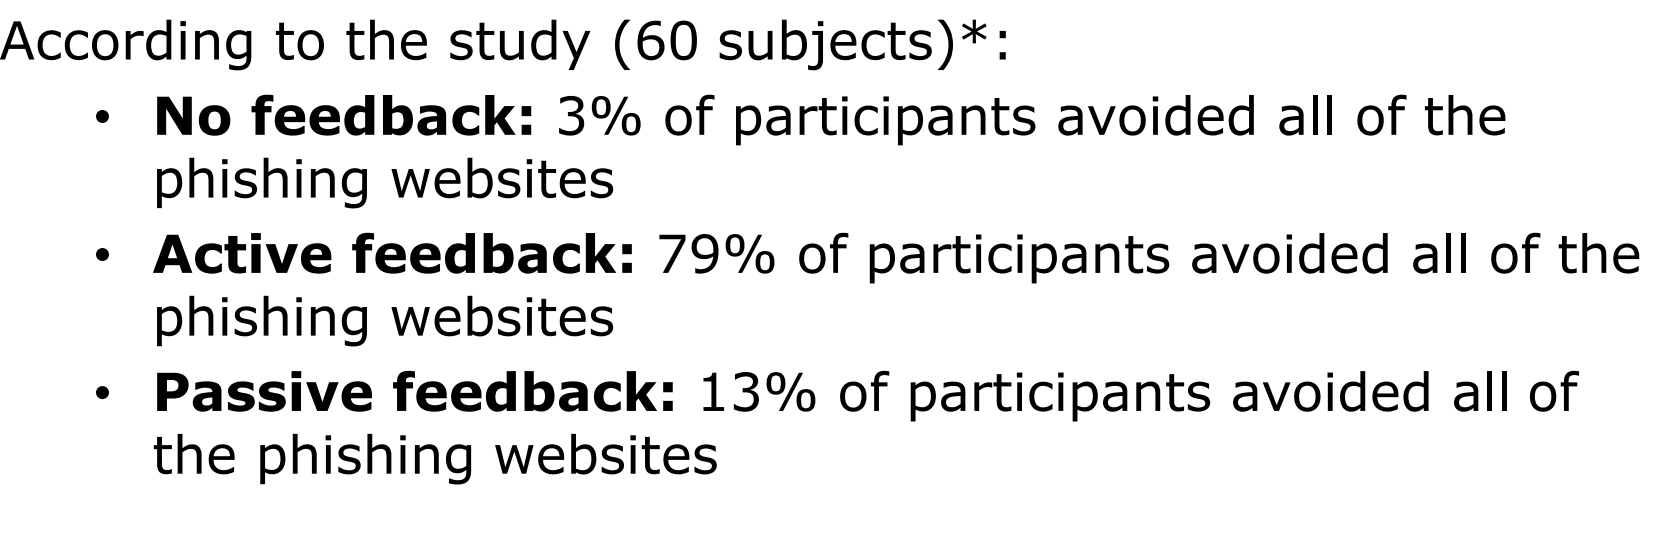 According to the study (60 subjects)*:
• No feedback: 3% of participants avoided all of the
phishing websites
• Active feedback: 79% of participants avoided all of the
phishing websites
• Passive feedback: 13% of participants avoided all of
the phishing websites